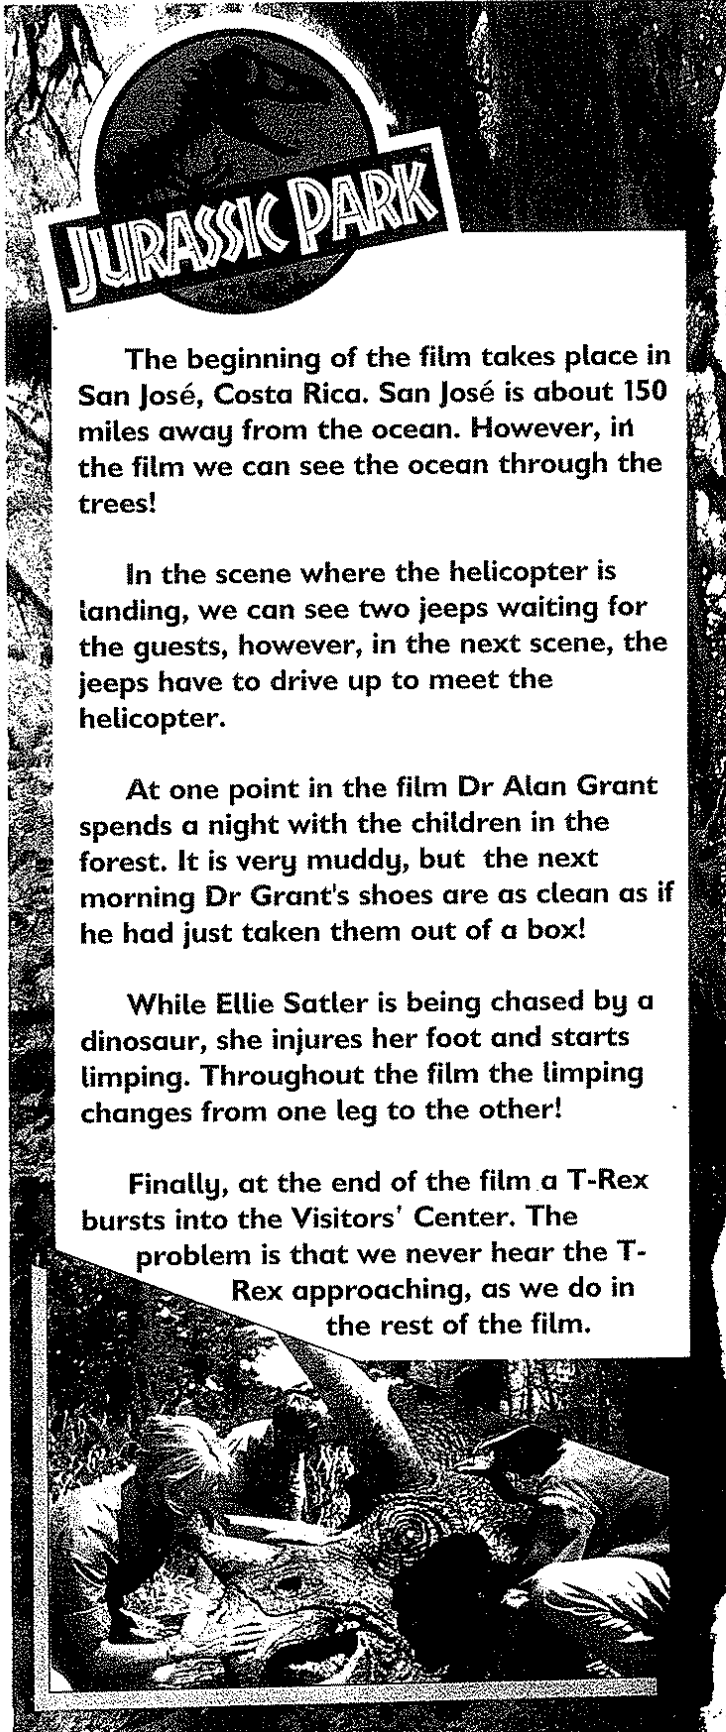 JURASSIC PARK
The beginning of the film takes place in
San José, Costa Rica. San José is about 150
miles away from the ocean. However, in
the film we can see the ocean through the
trees!
In the scene where the helicopter is
landing, we can see two jeeps waiting for
the guests, however, in the next scene, the
jeeps have to drive up to meet the
helicopter.
At one point in the film Dr Alan Grant
spends a night with the children in the
forest. It is very muddy, but the next
morning Dr Grant's shoes are as clean as if
he had just taken them out of a box!
While Ellie Satler is being chased by a
dinosaur, she injures her foot and starts
limping. Throughout the film the limping
changes from one leg to the other!
Finally, at the end of the film a T-Rex
bursts into the Visitors' Center. The
problem is that we never hear the T-
Rex approaching, as we do in
the rest of the film.